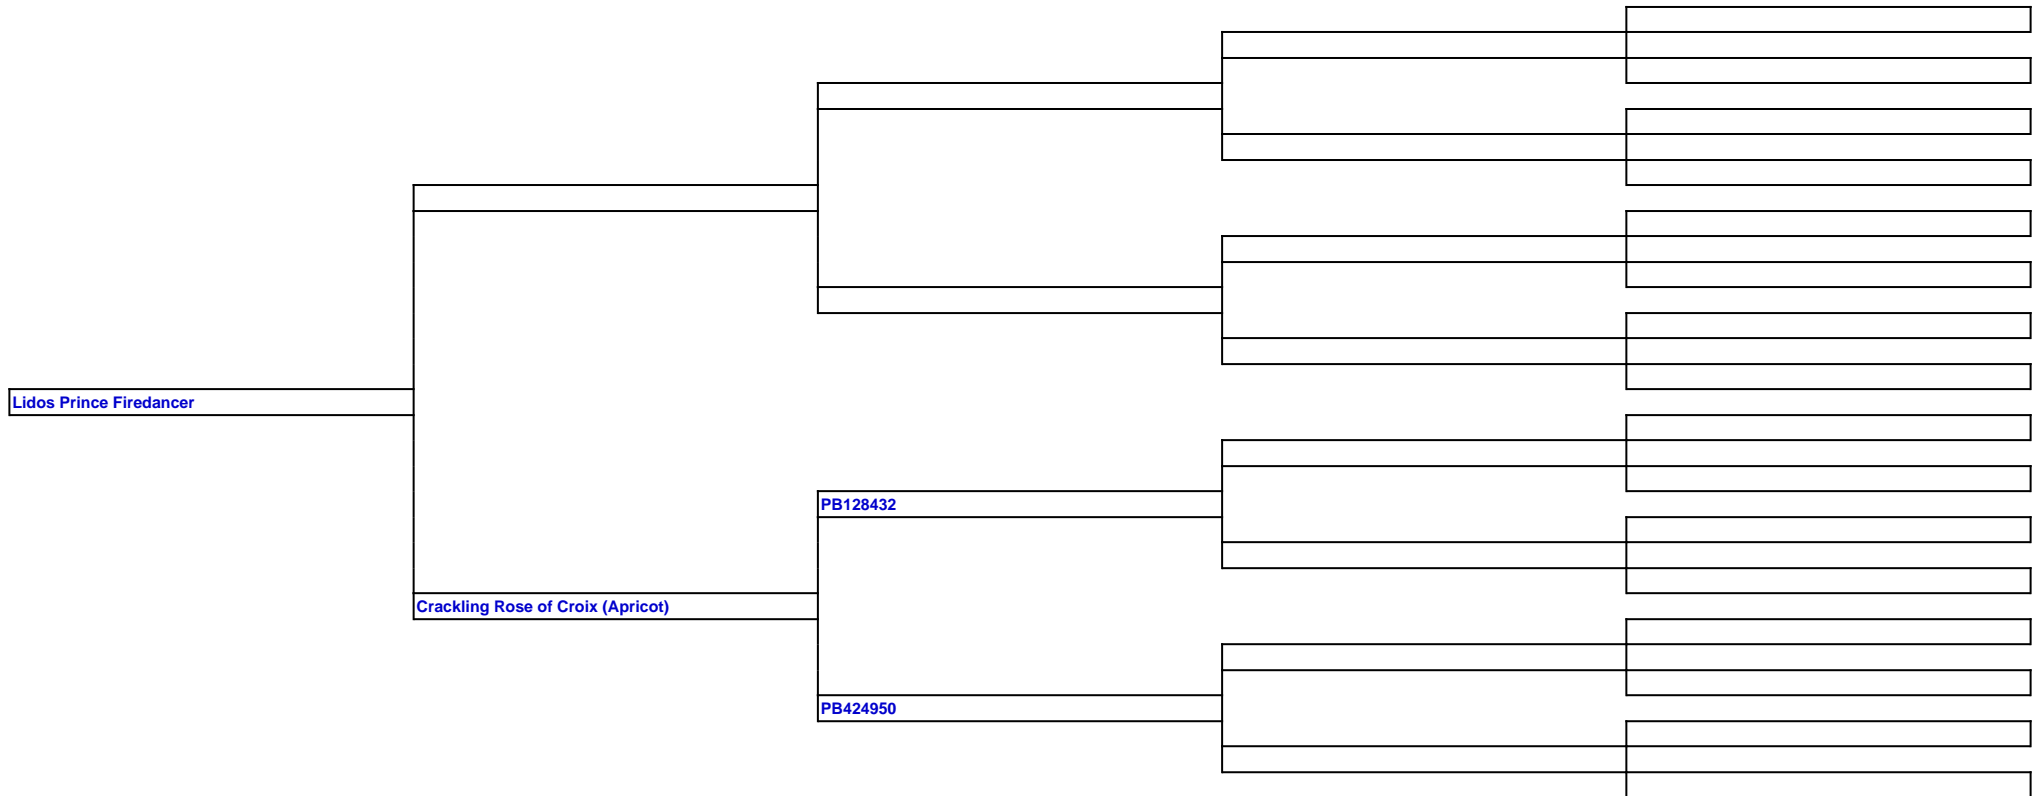 Lidos Prince Firedancer
PB128432
Crackling Rose of Croix (Apricot)
PB424950